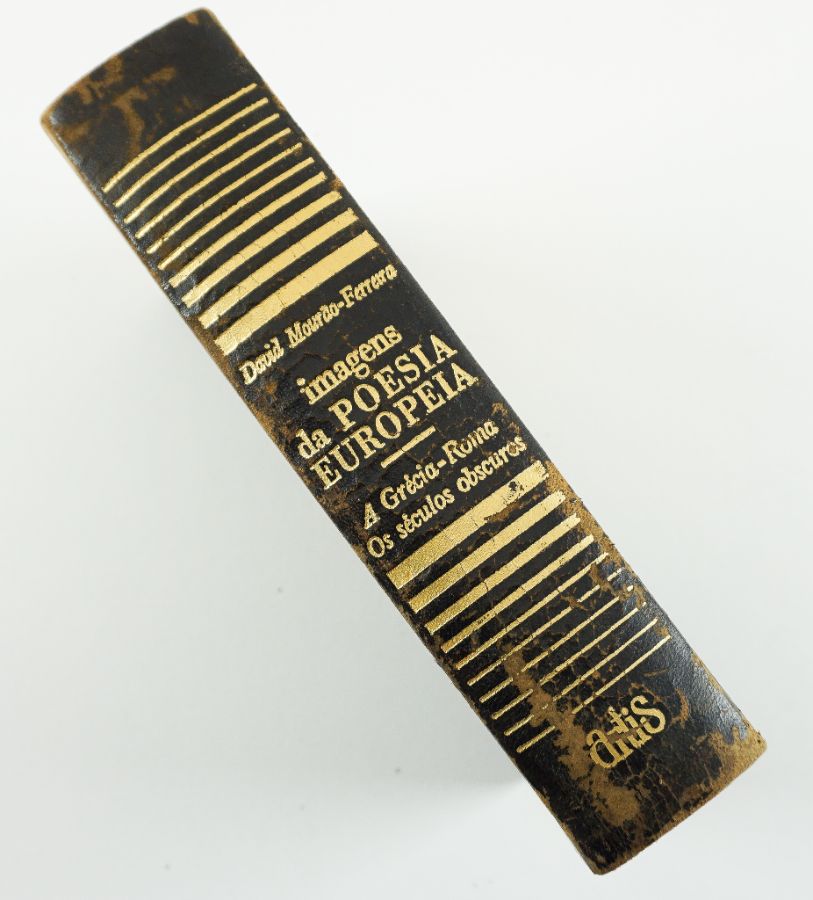 David Mourão-Ferreira
imagens
da POESIA
EUROPEIA
A Grécia-Roma
Os séculos obscuros
artis